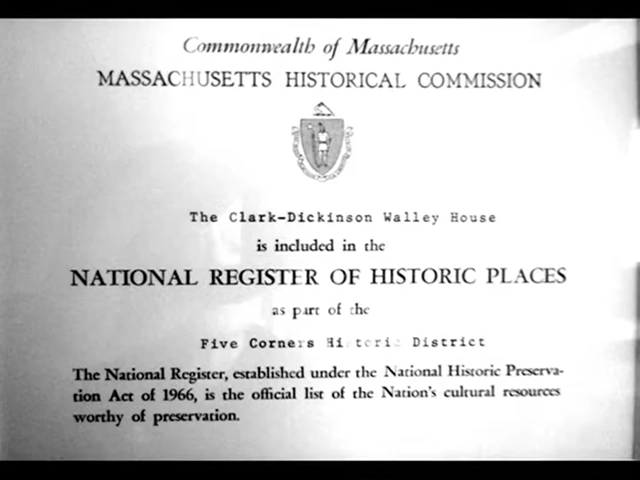 Commonwealth of Massachusetts
MASSACHUSETTS HISTORICAL COMMISSION
The Clark-Dickinson Walley House
is included in the
NATIONAL REGISTER OF HISTORIC PLACES
as part of the
Five Corners Historic District
The National Register, established under the National Historic Preserva-
tion Act of 1966, is the official list of the Nation's cultural resources
worthy of preservation.